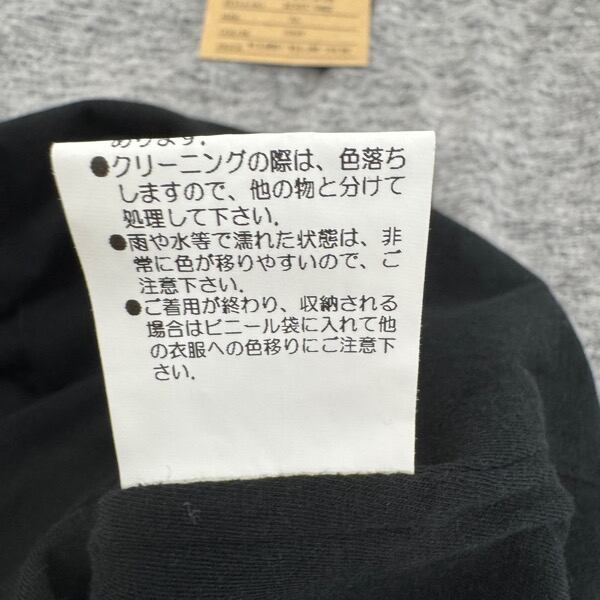 あります.
●クリーニングの際は、色落ち
しますので、他の物と分けて
処理して下さい.
●雨や水等で濡れた状態は、非
常に色が移りやすいので、ご
注意下さい.
●ご着用が終わり、収納される
場合はビニール袋に入れて他
の衣服への色移りにご注意下
さい.